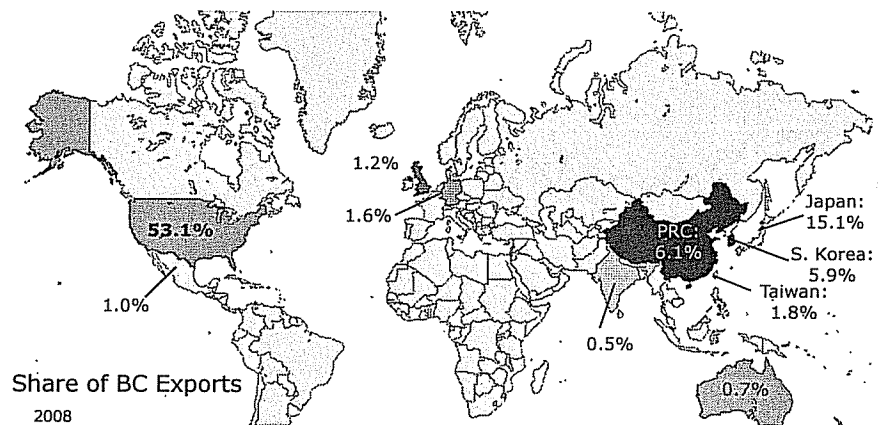 1.2%
1.6%
53.1%
1.0%
PRC:
6.1%
Japan:
15.1%
S. Korea:
5.9%
Taiwan:
1.8%
0.5%
0.7%
Share of BC Exports
2008